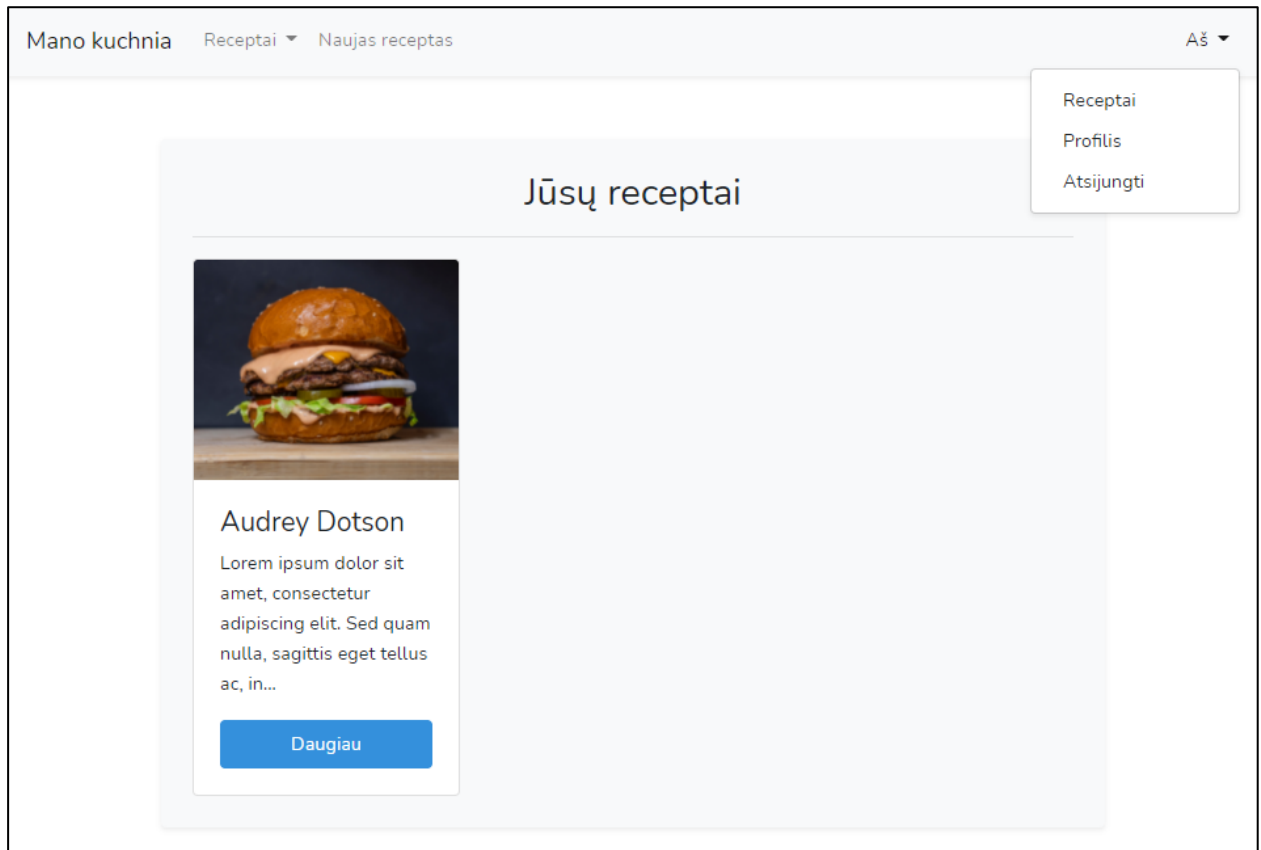 Mano kuchnia Receptai Naujas receptas Aš
Receptai
Profilis
Atsijungti
Jūsų receptai
Audrey Dotson
Lorem ipsum dolor sit
amet, consectetur
adipiscing elit. Sed quam
nulla, sagittis eget tellus
ac, in...
Daugiau